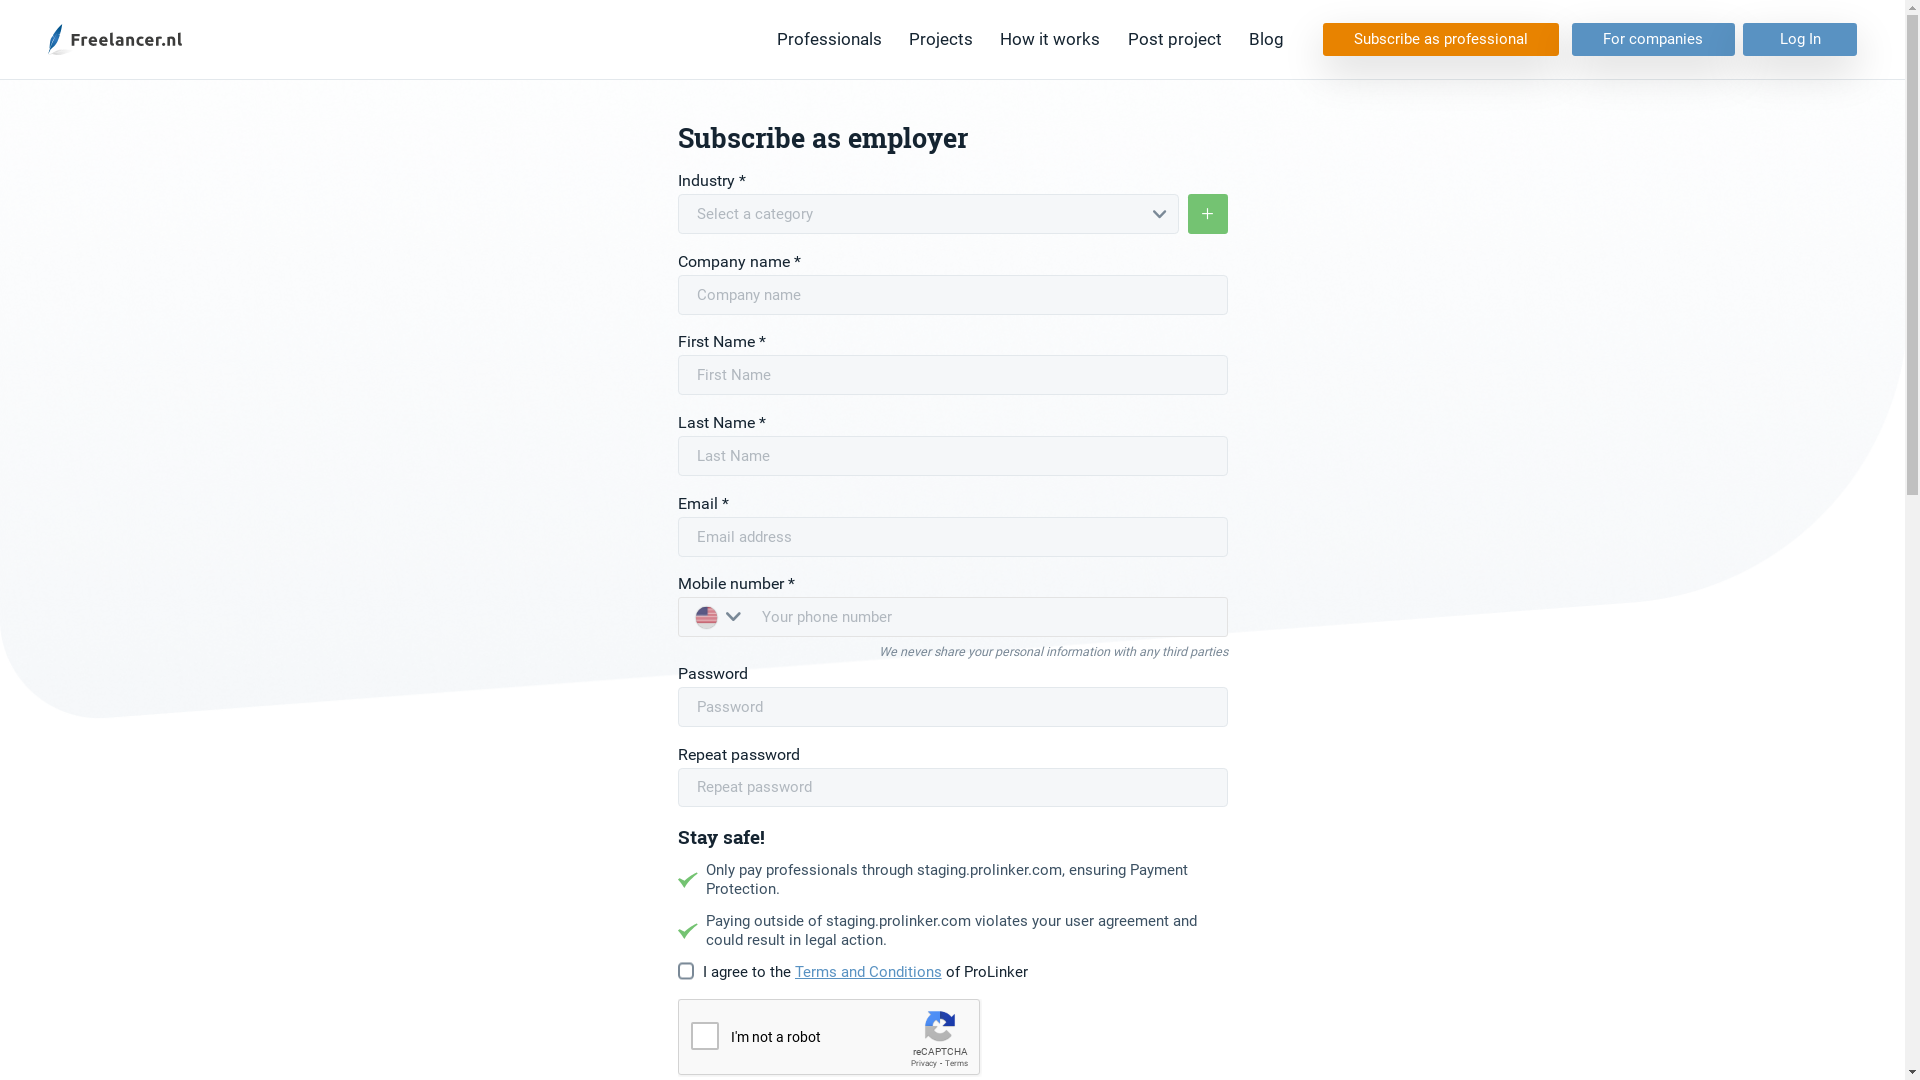 Freelancer.nl
Professionals
Projects
How it works
Post project
Blog
Subscribe as professional
For companies
Log In
Subscribe as employer
Industry *
Select a category
+
Company name *
Company name
First Name *
First Name
Last Name *
Last Name
Email *
Email address
Mobile number *
Your phone number
We never share your personal information with any third parties
Password
Password
Repeat password
Repeat password
Stay safe!
Only pay professionals through staging.prolinker.com, ensuring Payment
Protection.
Paying outside of staging.prolinker.com violates your user agreement and
could result in legal action.
I agree to the Terms and Conditions of ProLinker
I'm not a robot
reCAPTCHA
Privacy - Terms